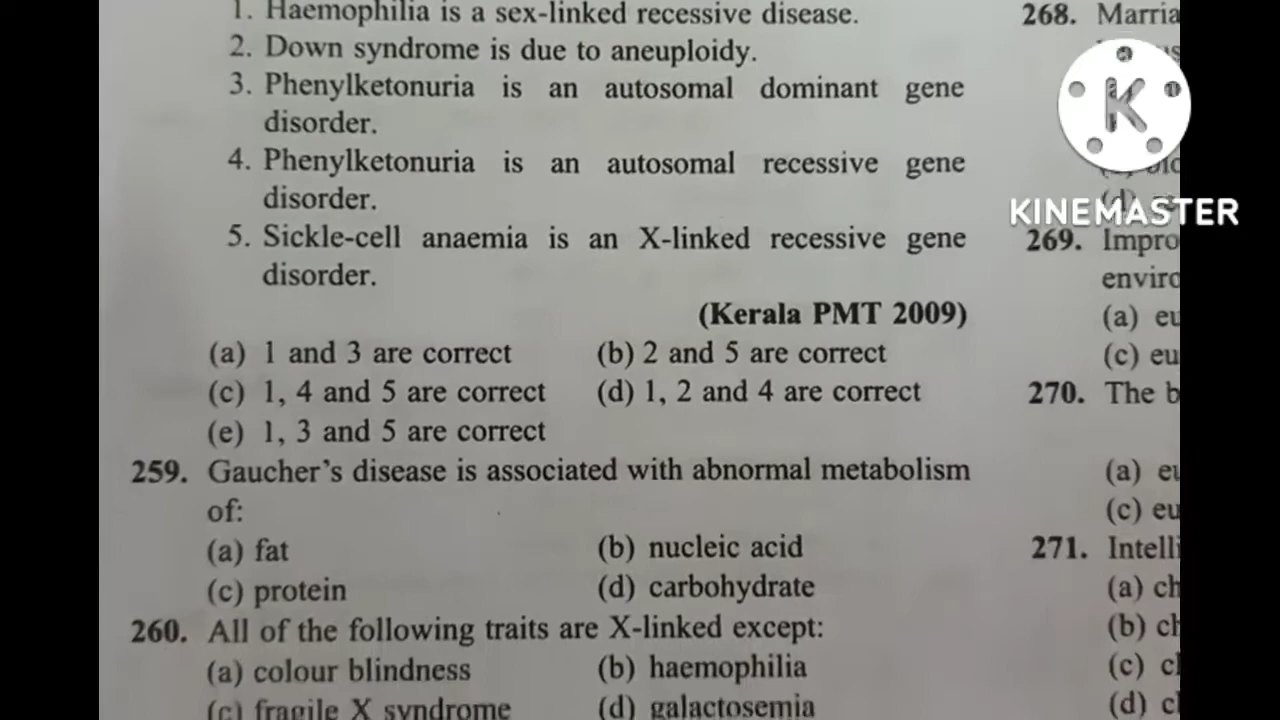 1. Haemophilia is a sex-linked recessive disease.
2. Down syndrome is due to aneuploidy.
3. Phenylketonuria is an autosomal dominant gene
disorder.
4. Phenylketonuria is an autosomal recessive gene
disorder.
5. Sickle-cell anaemia is an X-linked recessive gene
disorder.
(Kerala PMT 2009)
(a) 1 and 3 are correct (b) 2 and 5 are correct
(c) 1, 4 and 5 are correct (d) 1, 2 and 4 are correct
(e) 1, 3 and 5 are correct
259. Gaucher's disease is associated with abnormal metabolism
of:
(a) fat (b) nucleic acid
(c) protein (d) carbohydrate
260. All of the following traits are X-linked except:
(a) colour blindness (b) haemophilia
(c) fragile X syndrome (d) galactosemia
268. Marria
K
KINEMASTER
269. Impro
enviro
(a) eu
(c) eu
270. The b
(a) eu
(c) eu
271. Intelli
(a) ch
(b) ch
(c) cl
(d) cl